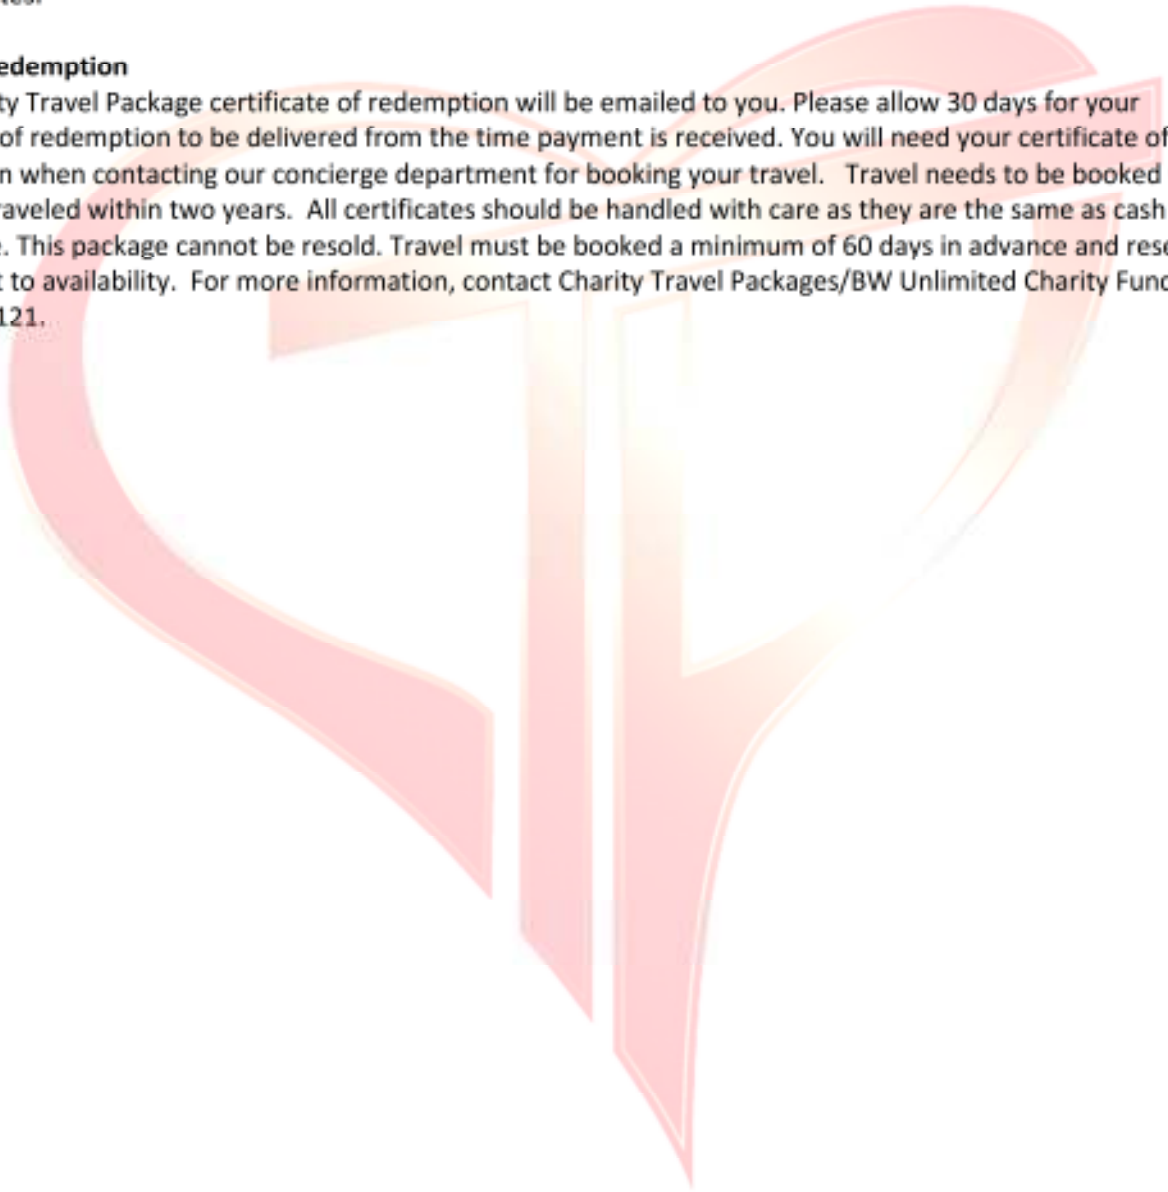 edemption
ty Travel Package certificate of redemption will be emailed to you. Please allow 30 days for your
of redemption to be delivered from the time payment is received. You will need your certificate of
n when contacting our concierge department for booking your travel.   Travel needs to be booked
raveled within two years.  All certificates should be handled with care as they are the same as cash
e. This package cannot be resold. Travel must be booked a minimum of 60 days in advance and rese
t to availability.  For more information, contact Charity Travel Packages/BW Unlimited Charity Fund
121.